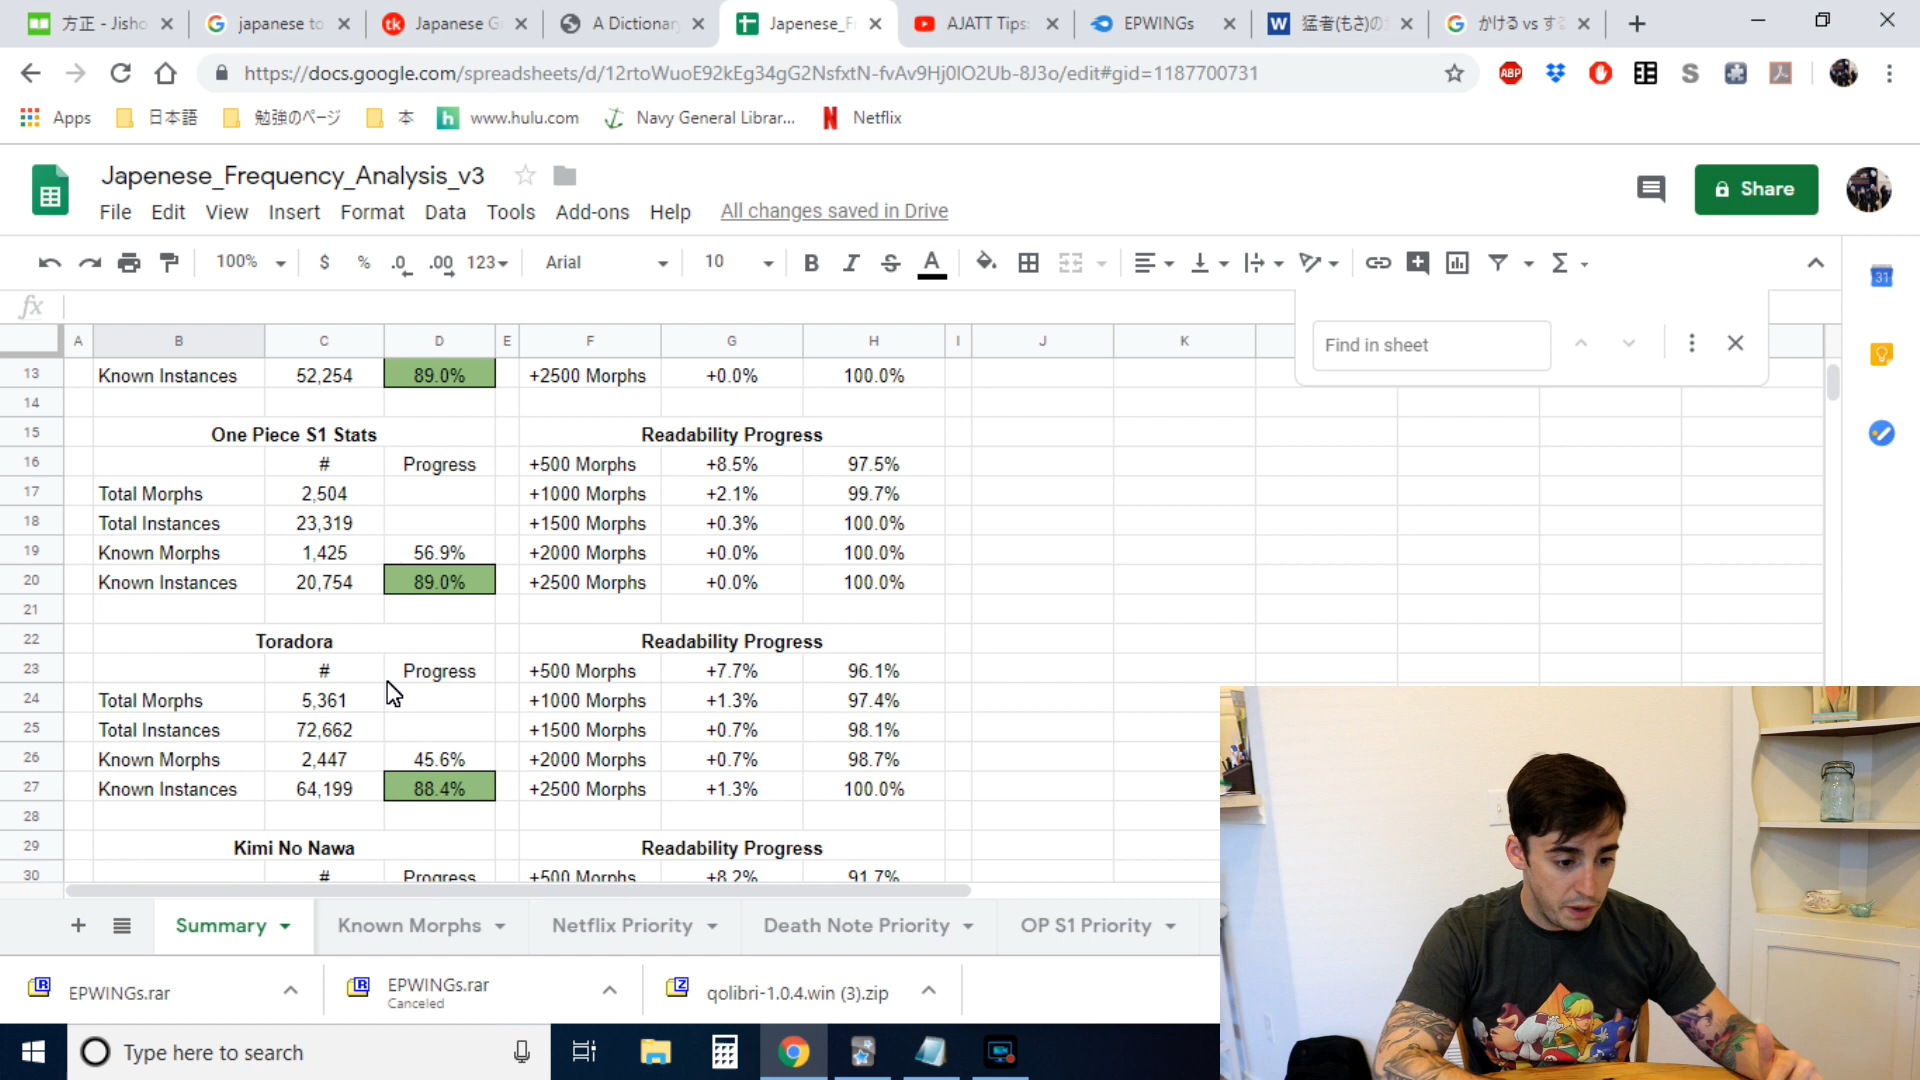 方正 - Jisho
japanese to
Japanese G
A Dictionary
Japenese_F
AJATT Tips:
EPWINGs
猛者(もさ)の
かける vs す
https://docs.google.com/spreadsheets/d/12rtoWuoE92kEg34gG2NsfxtN-fvAv9Hj0IO2Ub-8J3o/edit#gid=1187700731
ABP
Apps
日本語
勉強のページ
本
www.hulu.com
Navy General Librar...
Netflix
Japenese_Frequency_Analysis_v3
Share
File Edit View Insert Format Data Tools Add-ons Help All changes saved in Drive
100% $ % .0 .00 123 Arial 10 B I S A
31
fx
Find in sheet
A B C D E F G H I J K
13 Known Instances 52,254 89.0% +2500 Morphs +0.0% 100.0%
14
15 One Piece S1 Stats Readability Progress
16 # Progress +500 Morphs +8.5% 97.5%
17 Total Morphs 2,504 +1000 Morphs +2.1% 99.7%
18 Total Instances 23,319 +1500 Morphs +0.3% 100.0%
19 Known Morphs 1,425 56.9% +2000 Morphs +0.0% 100.0%
20 Known Instances 20,754 89.0% +2500 Morphs +0.0% 100.0%
21
22 Toradora Readability Progress
23 # Progress +500 Morphs +7.7% 96.1%
24 Total Morphs 5,361 +1000 Morphs +1.3% 97.4%
25 Total Instances 72,662 +1500 Morphs +0.7% 98.1%
26 Known Morphs 2,447 45.6% +2000 Morphs +0.7% 98.7%
27 Known Instances 64,199 88.4% +2500 Morphs +1.3% 100.0%
28
29 Kimi No Nawa Readability Progress
30 # Progress +500 Morphs +8.2% 91.7%
Summary Known Morphs Netflix Priority Death Note Priority OP S1 Priority
EPWINGs.rar
EPWINGs.rar
Canceled
qolibri-1.0.4.win (3).zip
Type here to search